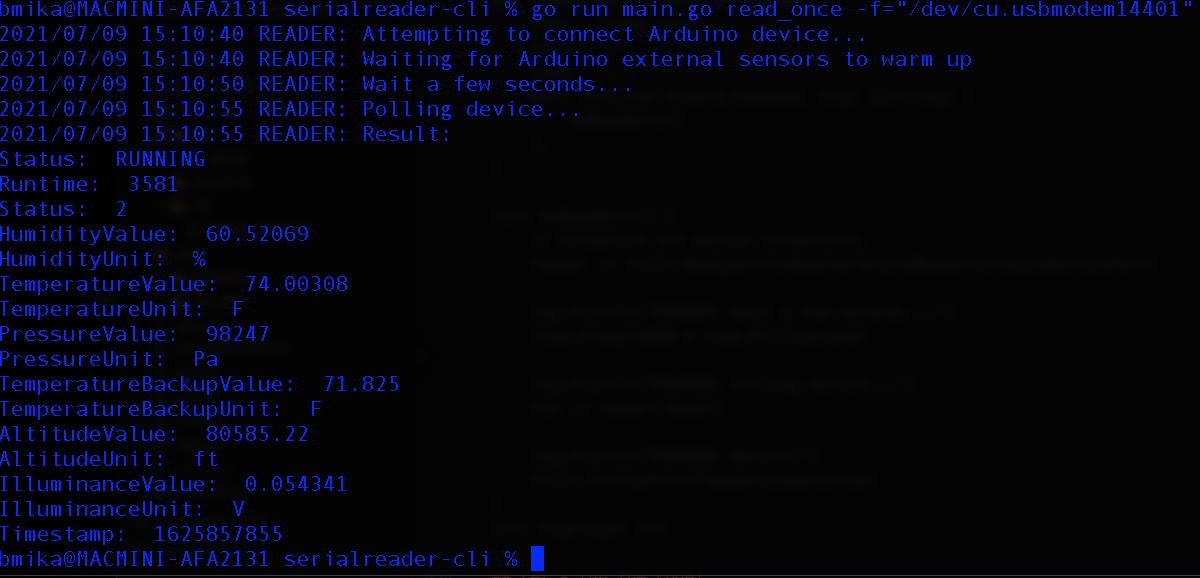 bmika@MACMINI-AFA2131 serialreader-cli % go run main.go read_once -f="/dev/cu.usbmodem14401"
2021/07/09 15:10:40 READER: Attempting to connect Arduino device...
2021/07/09 15:10:40 READER: Waiting for Arduino external sensors to warm up
2021/07/09 15:10:50 READER: Wait a few seconds...
2021/07/09 15:10:55 READER: Polling device...
2021/07/09 15:10:55 READER: Result:
Status:  RUNNING
Runtime:  3581
Status:  2
HumidityValue:  60.52069
HumidityUnit:  %
TemperatureValue:  74.00308
TemperatureUnit:  F
PressureValue:  98247
PressureUnit:  Pa
TemperatureBackupValue:  71.825
TemperatureBackupUnit:  F
AltitudeValue:  80585.22
AltitudeUnit:  ft
IlluminanceValue:  0.054341
IlluminanceUnit:  V
Timestamp:  1625857855
bmika@MACMINI-AFA2131 serialreader-cli %